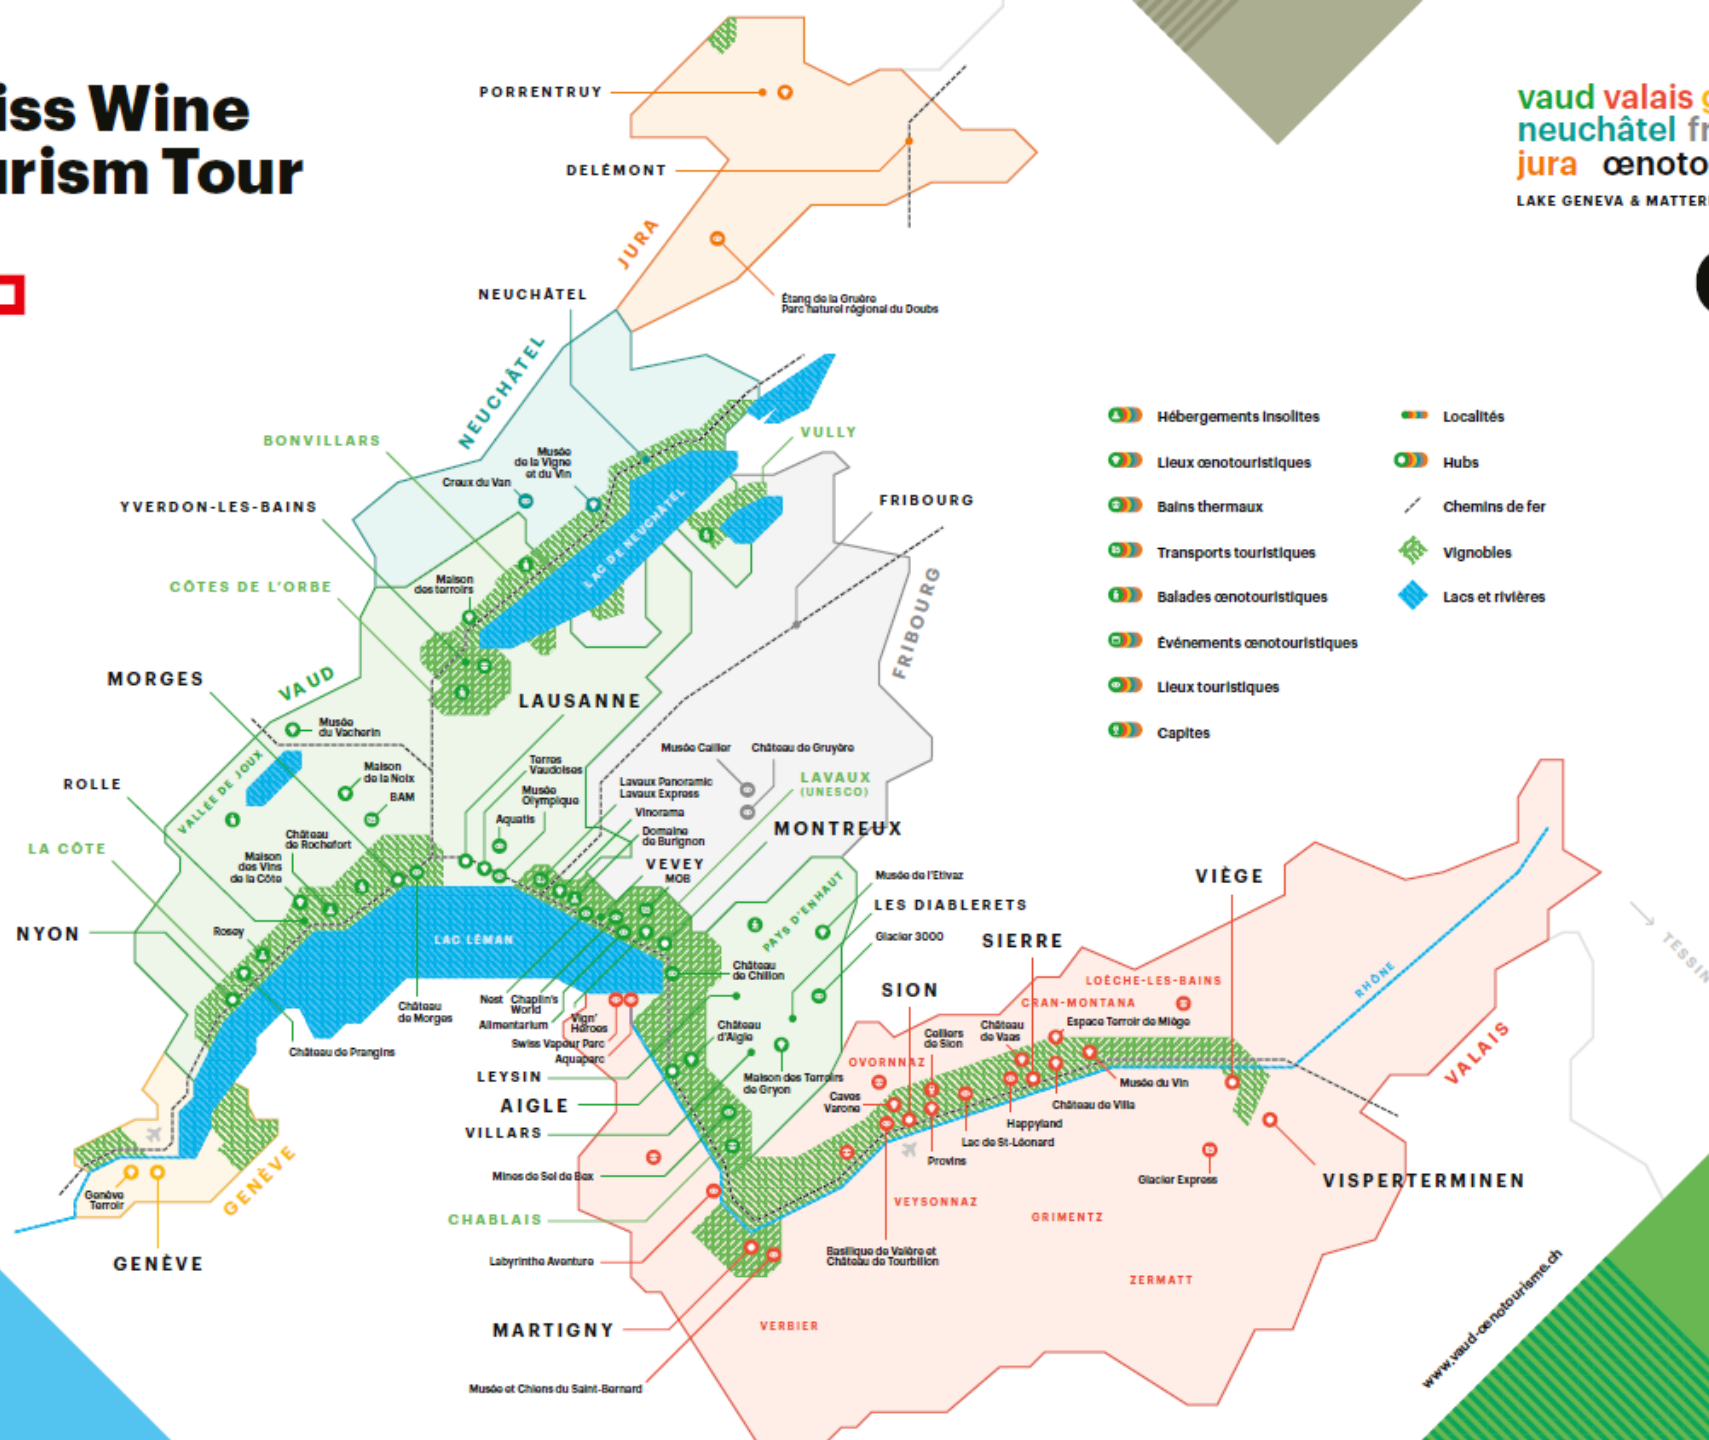 iss Wine
urism Tour
vaud valais
neuchâtel fr
jura œnoto
LAKE GENEVA & MATTER
PORRENTRUY
DELÉMONT
JURA
NEUCHÂTEL
Étang de la Gruère
Parc naturel régional du Doubs
NEUCHÂTEL
BONVILLARS
VULLY
Musée
de la Vigne
et du Vin
Creux du Van
YVERDON-LES-BAINS
FRIBOURG
LAC DE NEUCHÂTEL
CÔTES DE L'ORBE
Maison
des terroirs
FRIBOURG
MORGES
VAUD
LAUSANNE
Musée
du Vacherin
Musée Cailler
Château de Gruyère
VALLÉE DE JOUX
ROLLE
Maison
de la Noix
BAM
Terres
Vaudoises
Musée
Olympique
Aquatis
Lavaux Panoramic
Lavaux Express
Vinorama
Domaine
de Burignon
LAVAUX
(UNESCO)
MONTREUX
LA CÔTE
Château
de Rochefort
Maison
des Vins
de la Côte
VEVEY
MOB
Musée de l'Etivaz
PAYS D'ENHAUT
LES DIABLERETS
Glacier 3000
NYON
Rosey
LAC LÉMAN
Château
de Chillon
Château
de Morges
Nest
Chaplin's
World
Alimentarium
Vign'
Héroes
Swiss Vapeur Parc
Aquaparc
Château
d'Aigle
Château de Prangins
LEYSIN
AIGLE
VILLARS
Maison des Terroirs
de Gryon
Mines de Sel de Bex
CHABLAIS
Labyrinthe Aventure
MARTIGNY
Musée et Chiens du Saint-Bernard
Genève
Terroir
GENÈVE
GENÈVE
SION
SIERRE
VIÈGE
LOÈCHE-LES-BAINS
CRAN-MONTANA
Espace Terroir de Miège
Château
de Vaas
Celliers
de Sion
OVORNNAZ
Caves
Varone
Musée du Vin
Château de Villa
Happyland
Lac de St-Léonard
Provins
Glacier Express
VISPERTERMINEN
VEYSONNAZ
GRIMENTZ
Basilique de Valère et
Château de Tourbillon
ZERMATT
VERBIER
RHÔNE
VALAIS
TESSIN
Hébergements insolites
Lieux œnotouristiques
Bains thermaux
Transports touristiques
Balades œnotouristiques
Événements œnotouristiques
Lieux touristiques
Capites
Localités
Hubs
Chemins de fer
Vignobles
Lacs et rivières
www.vaud-œnotourisme.ch